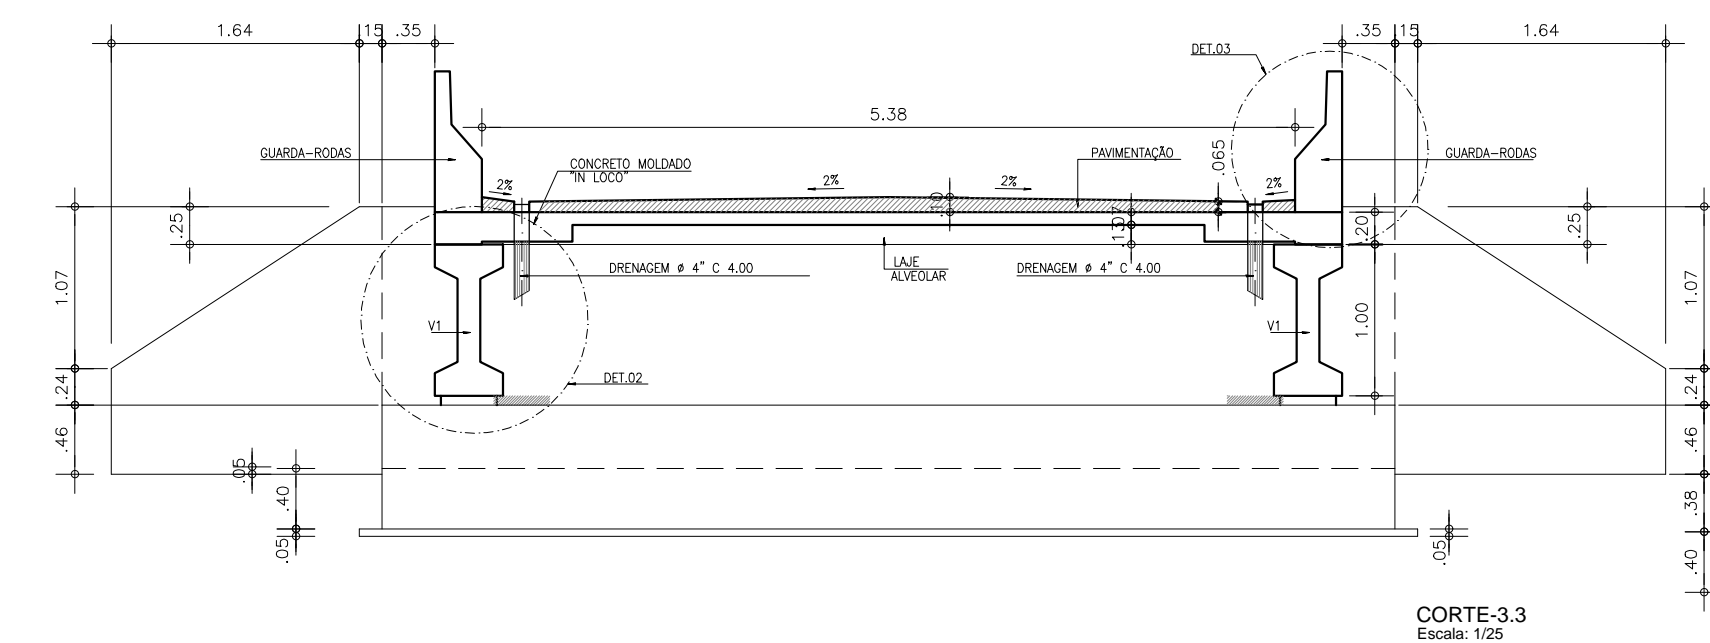 1.64
.15
.35
.35
.15
1.64
DET.03
5.38
GUARDA-RODAS
CONCRETO MOLDADO
"IN LOCO"
PAVIMENTAÇÃO
.065
GUARDA-RODAS
2%
2%
2%
2%
.10
.25
.20
.25
.13
.07
LAJE
ALVEOLAR
DRENAGEM ø 4" C 4.00
DRENAGEM ø 4" C 4.00
1.07
1.07
V1
V1
1.00
DET.02
.24
.24
.46
.46
.05
.40
.38
.05
.05
.40
CORTE-3.3
Escala: 1/25